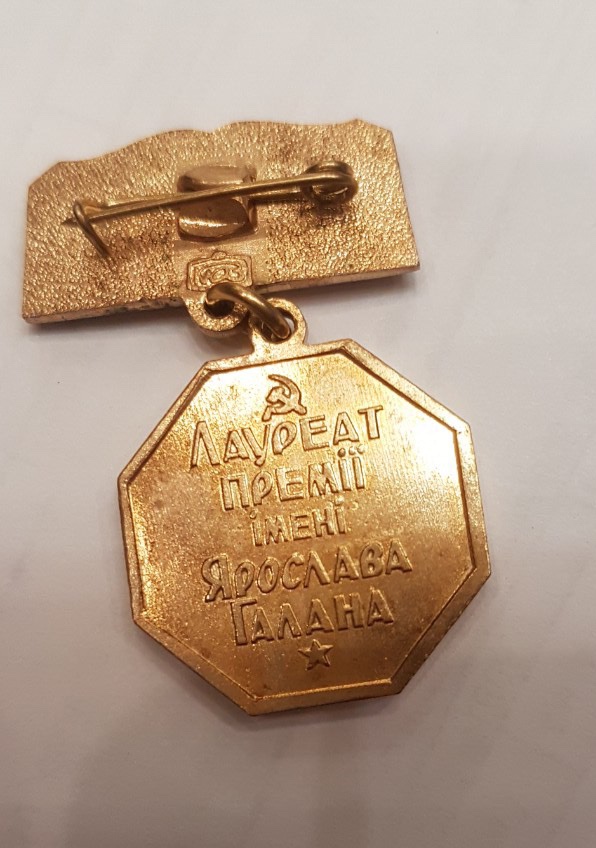 Лауреат
премії
імені
Ярослава
Галана